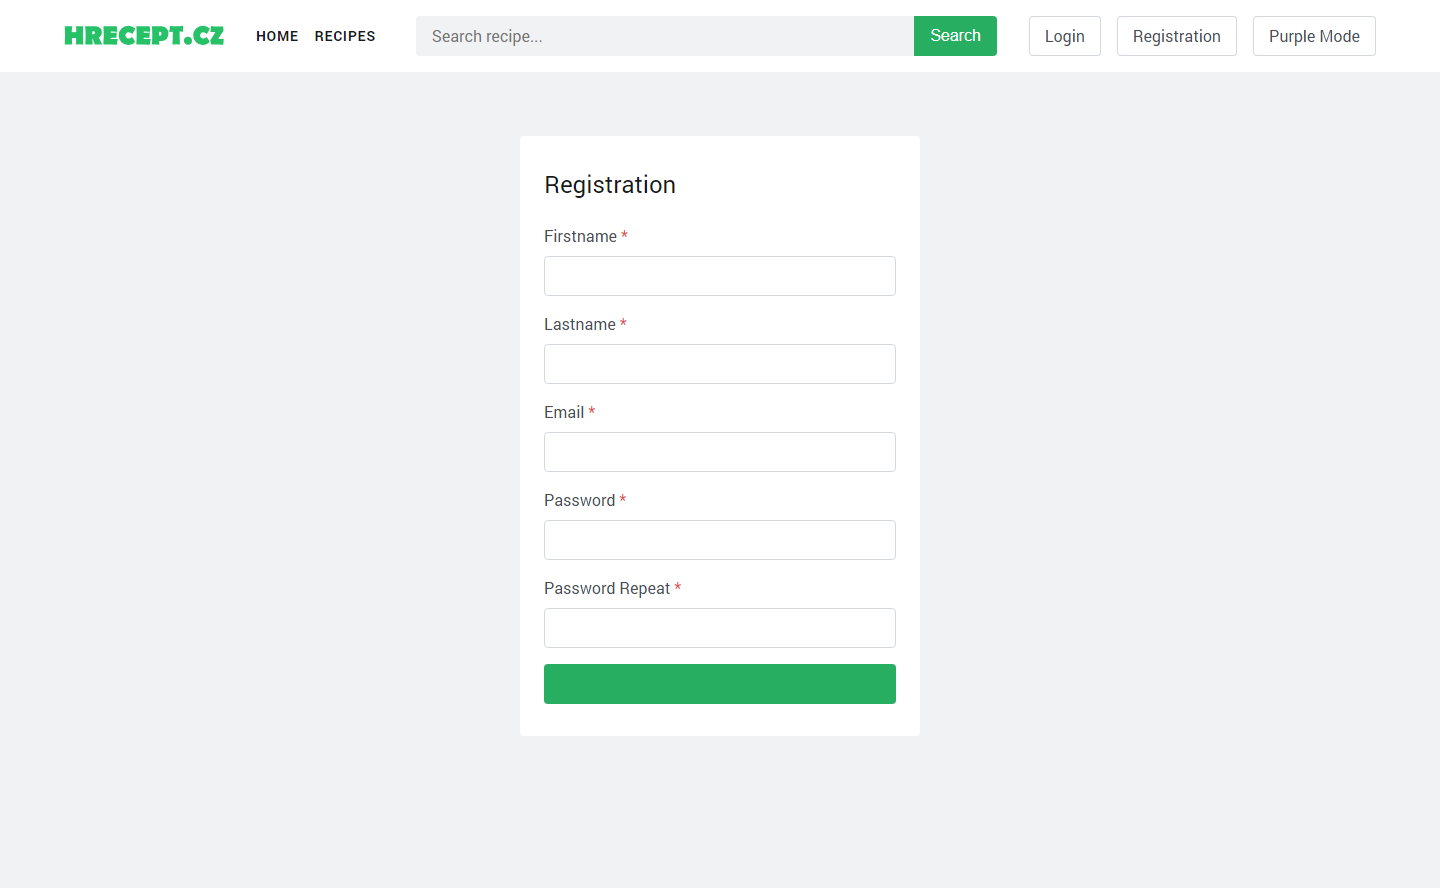 HRECEPT.CZ HOME RECIPES Search recipe... Search Login Registration Purple Mode
Registration
Firstname *
Lastname *
Email *
Password *
Password Repeat *